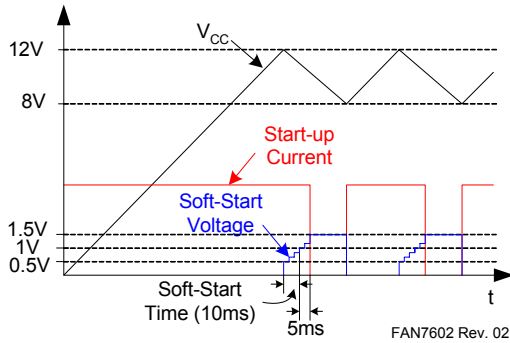 12V
V_CC
8V
Start-up
Current
Soft-Start
Voltage
1.5V
1V
0.5V
Soft-Start
Time (10ms)
5ms
t
FAN7602 Rev. 02